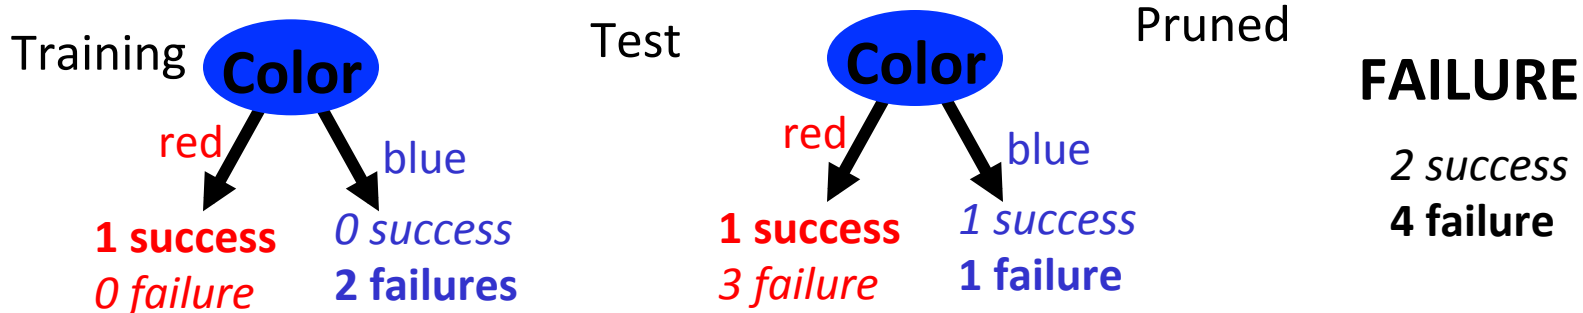 Training
Color
red
blue
1 success
0 failure
0 success
2 failures
Test
Color
red
blue
1 success
3 failure
1 success
1 failure
Pruned
FAILURE
2 success
4 failure